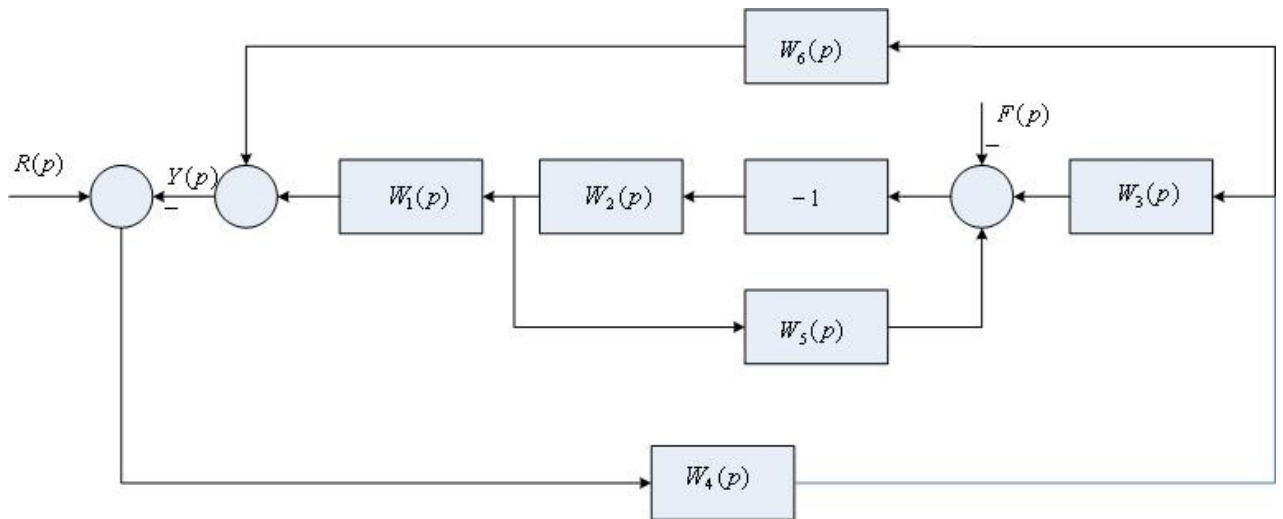 W₆(p)
F(p)
–
R(p)
Y(p)
–
W₁(p)
W₂(p)
−1
W₃(p)
W₅(p)
W₄(p)